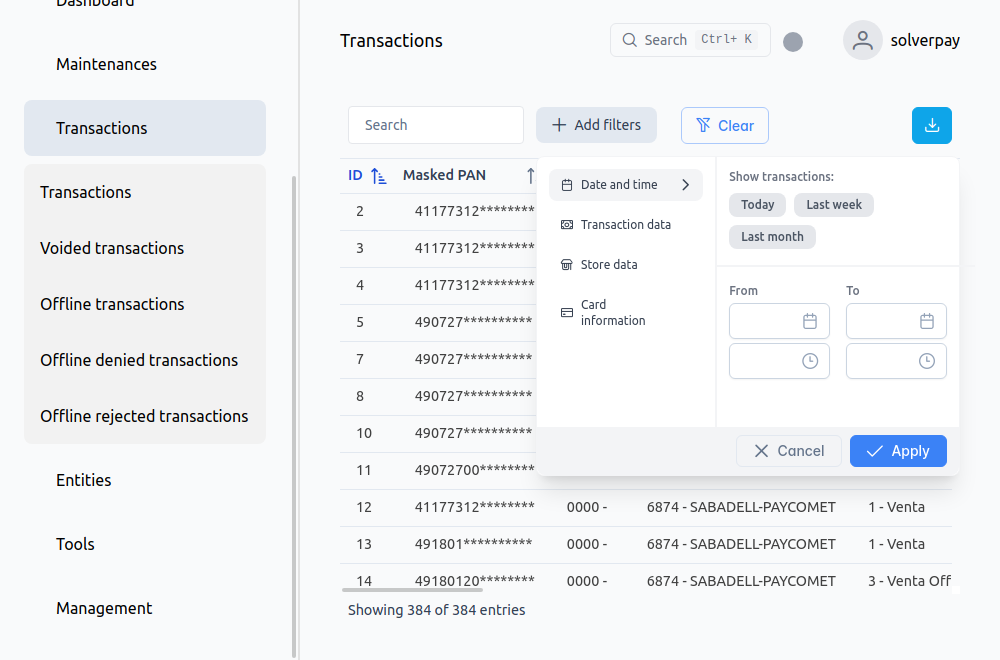 Dashboard
Maintenances
Transactions
Transactions
Voided transactions
Offline transactions
Offline denied transactions
Offline rejected transactions
Entities
Tools
Management
Transactions
Search Ctrl+ K
solverpay
Search
Add filters
Clear
ID Masked PAN
2 41177312********
3 41177312********
4 41177312********
5 490727**********
7 490727**********
8 490727**********
10 490727**********
11 49072700********
12 41177312******** 0000 - 6874 - SABADELL-PAYCOMET 1 - Venta
13 491801********** 0000 - 6874 - SABADELL-PAYCOMET 1 - Venta
14 49180120******** 0000 - 6874 - SABADELL-PAYCOMET 3 - Venta Off
Showing 384 of 384 entries
Date and time
Transaction data
Store data
Card
information
Show transactions:
Today Last week
Last month
From To
Cancel Apply